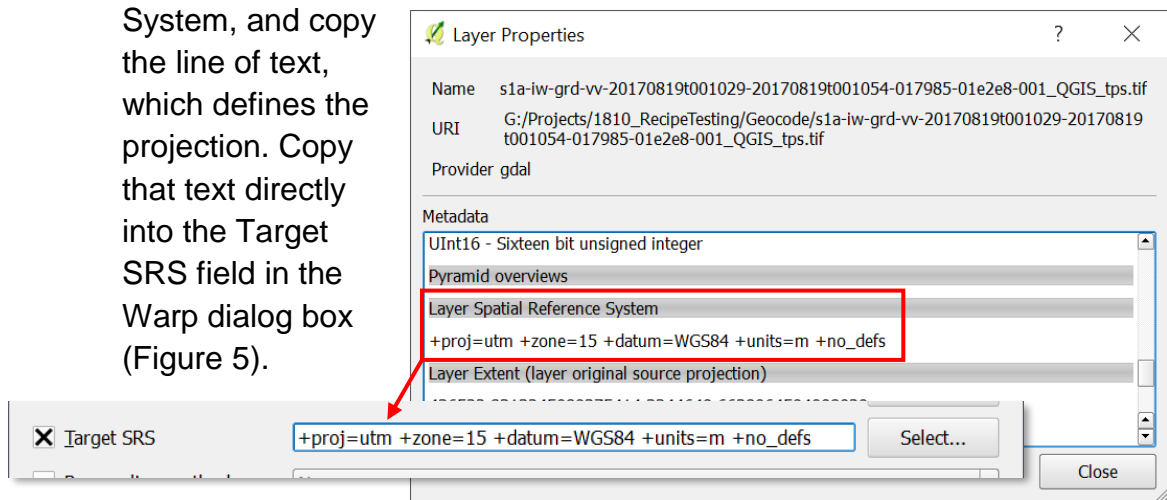 System, and copy
the line of text,
which defines the
projection. Copy
that text directly
into the Target
SRS field in the
Warp dialog box
(Figure 5).
Layer Properties
?
Name s1a-iw-grd-vv-20170819t001029-20170819t001054-017985-01e2e8-001_QGIS_tps.tif
URI G:/Projects/1810_RecipeTesting/Geocode/s1a-iw-grd-vv-20170819t001029-20170819
t001054-017985-01e2e8-001_QGIS_tps.tif
Provider gdal
Metadata
UInt16 - Sixteen bit unsigned integer
Pyramid overviews
Layer Spatial Reference System
+proj=utm +zone=15 +datum=WGS84 +units=m +no_defs
Layer Extent (layer original source projection)
Target SRS
+proj=utm +zone=15 +datum=WGS84 +units=m +no_defs
Select...
Close